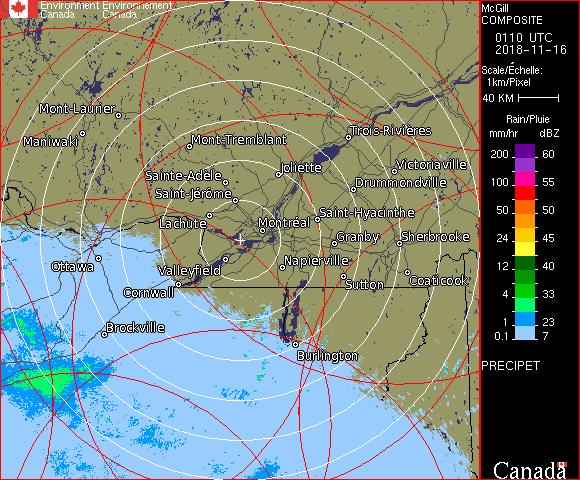 Environment Environnement
Canada Canada
McGill
COMPOSITE
0110 UTC
2018-11-16
Scale/Échelle:
1km/Pixel
40 KM
Rain/Pluie
mm/hr dBZ
200 60
55
100 55
50 50
24 45
12 40
4 33
1 23
0.1 7
PRECIPET
Canada
Mont-Laurier
Maniwaki
Mont-Tremblant
Trois-Rivières
Joliette
Victoriaville
Sainte-Adèle
Drummondville
Saint-Jérôme
Saint-Hyacinthe
Lachute
Montréal
Granby
Sherbrooke
Ottawa
Valleyfield
Napierville
Coaticook
Cornwall
Sutton
Brockville
Burlington